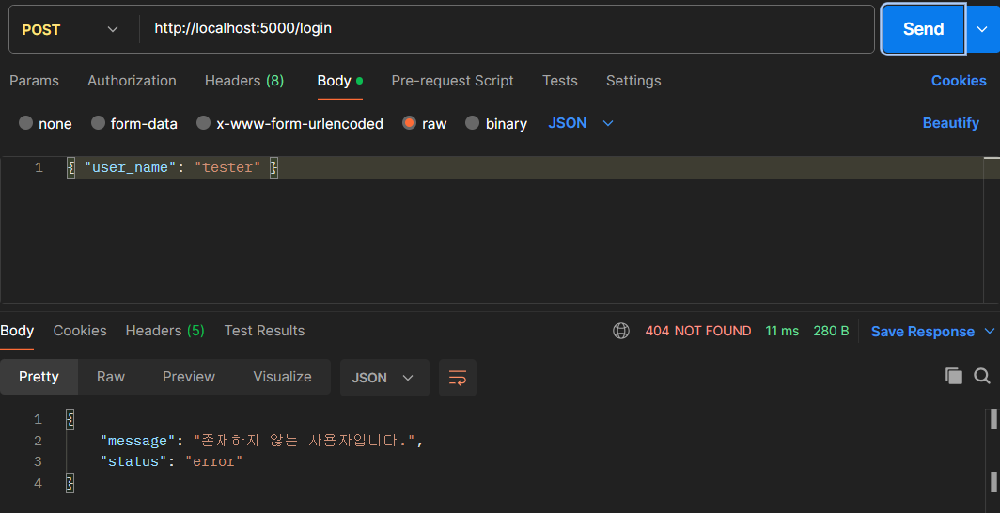 POST http://localhost:5000/login Send
Params Authorization Headers (8) Body Pre-request Script Tests Settings Cookies
none form-data x-www-form-urlencoded raw binary JSON Beautify
1 { "user_name": "tester" }
Body Cookies Headers (5) Test Results 404 NOT FOUND 11 ms 280 B Save Response
Pretty Raw Preview Visualize JSON
1 {
2 "message": "존재하지 않는 사용자입니다.",
3 "status": "error"
4 }